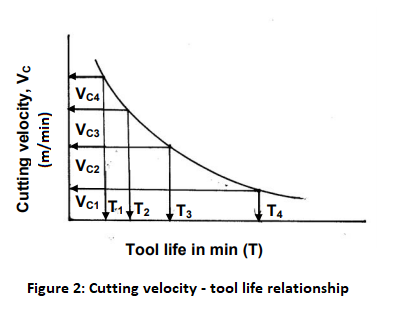 Cutting velocity, VC
(m/min)
VC4
VC3
VC2
VC1 T1 T2 T3 T4
Tool life in min (T)
Figure 2: Cutting velocity - tool life relationship